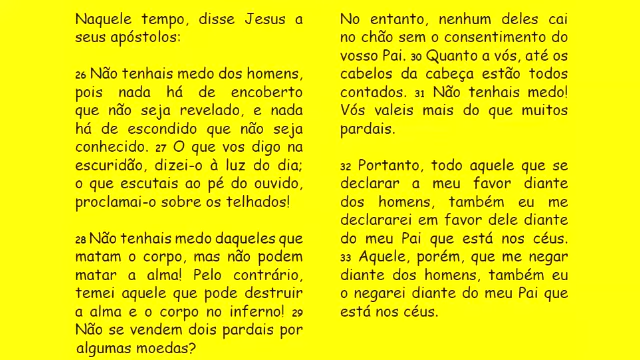 Naquele tempo, disse Jesus a
seus apóstolos:
26 Não tenhais medo dos homens,
pois nada há de encoberto
que não seja revelado, e nada
há de escondido que não seja
conhecido. 27 O que vos digo na
escuridão, dizei-o à luz do dia;
o que escutais ao pé do ouvido,
proclamai-o sobre os telhados!
28 Não tenhais medo daqueles que
matam o corpo, mas não podem
matar a alma! Pelo contrário,
temei aquele que pode destruir
a alma e o corpo no inferno! 29
Não se vendem dois pardais por
algumas moedas?
No entanto, nenhum deles cai
no chão sem o consentimento do
vosso Pai. 30 Quanto a vós, até os
cabelos da cabeça estão todos
contados. 31 Não tenhais medo!
Vós valeis mais do que muitos
pardais.
32 Portanto, todo aquele que se
declarar a meu favor diante
dos homens, também eu me
declararei em favor dele diante
do meu Pai que está nos céus.
33 Aquele, porém, que me negar
diante dos homens, também eu
o negarei diante do meu Pai que
está nos céus.